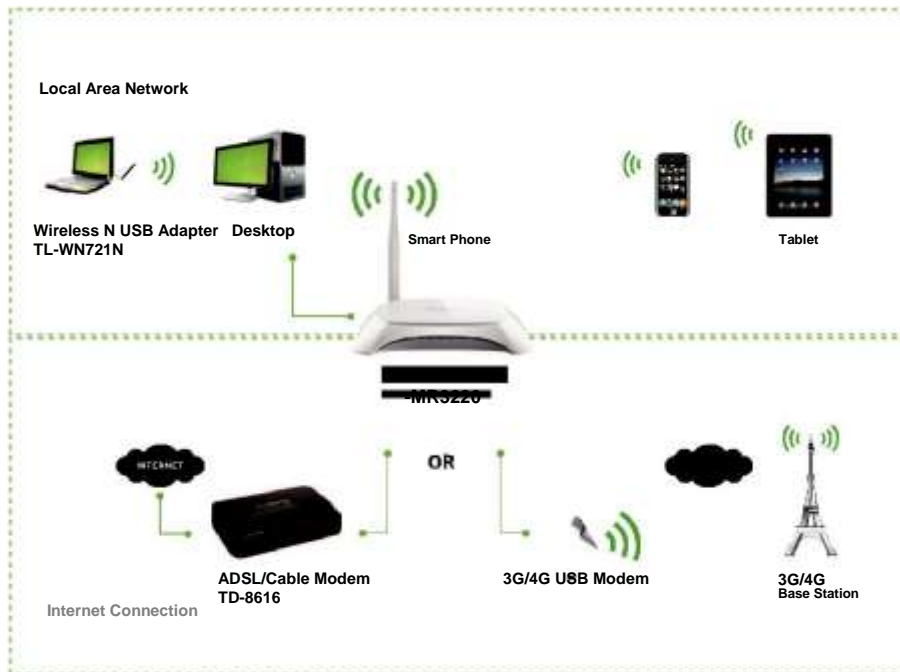 Local Area Network
Wireless N USB Adapter
TL-WN721N
Desktop
Smart Phone
Tablet
-MR3220
INTERNET
OR
ADSL/Cable Modem
TD-8616
3G/4G USB Modem
3G/4G
Base Station
Internet Connection